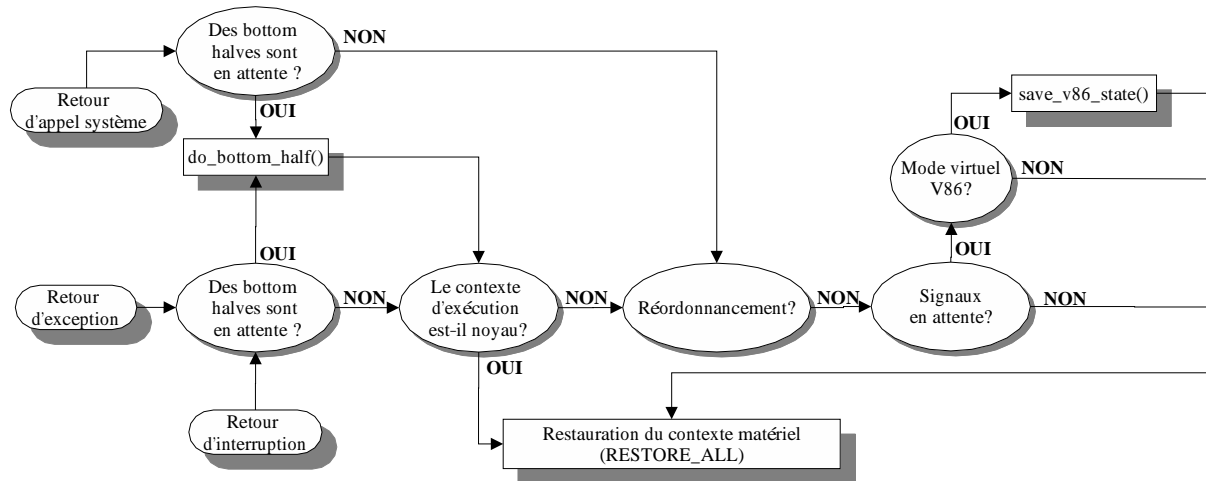 Des bottom
halves sont
en attente ?
NON
Retour
d'appel système
OUI
do_bottom_half()
save_v86_state()
OUI
Mode virtuel
V86?
NON
OUI
OUI
Retour
d'exception
Des bottom
halves sont
en attente ?
NON
Le contexte
d'exécution
est-il noyau?
NON
Réordonnancement?
NON
Signaux
en attente?
NON
OUI
Retour
d'interruption
Restauration du contexte matériel
(RESTORE_ALL)